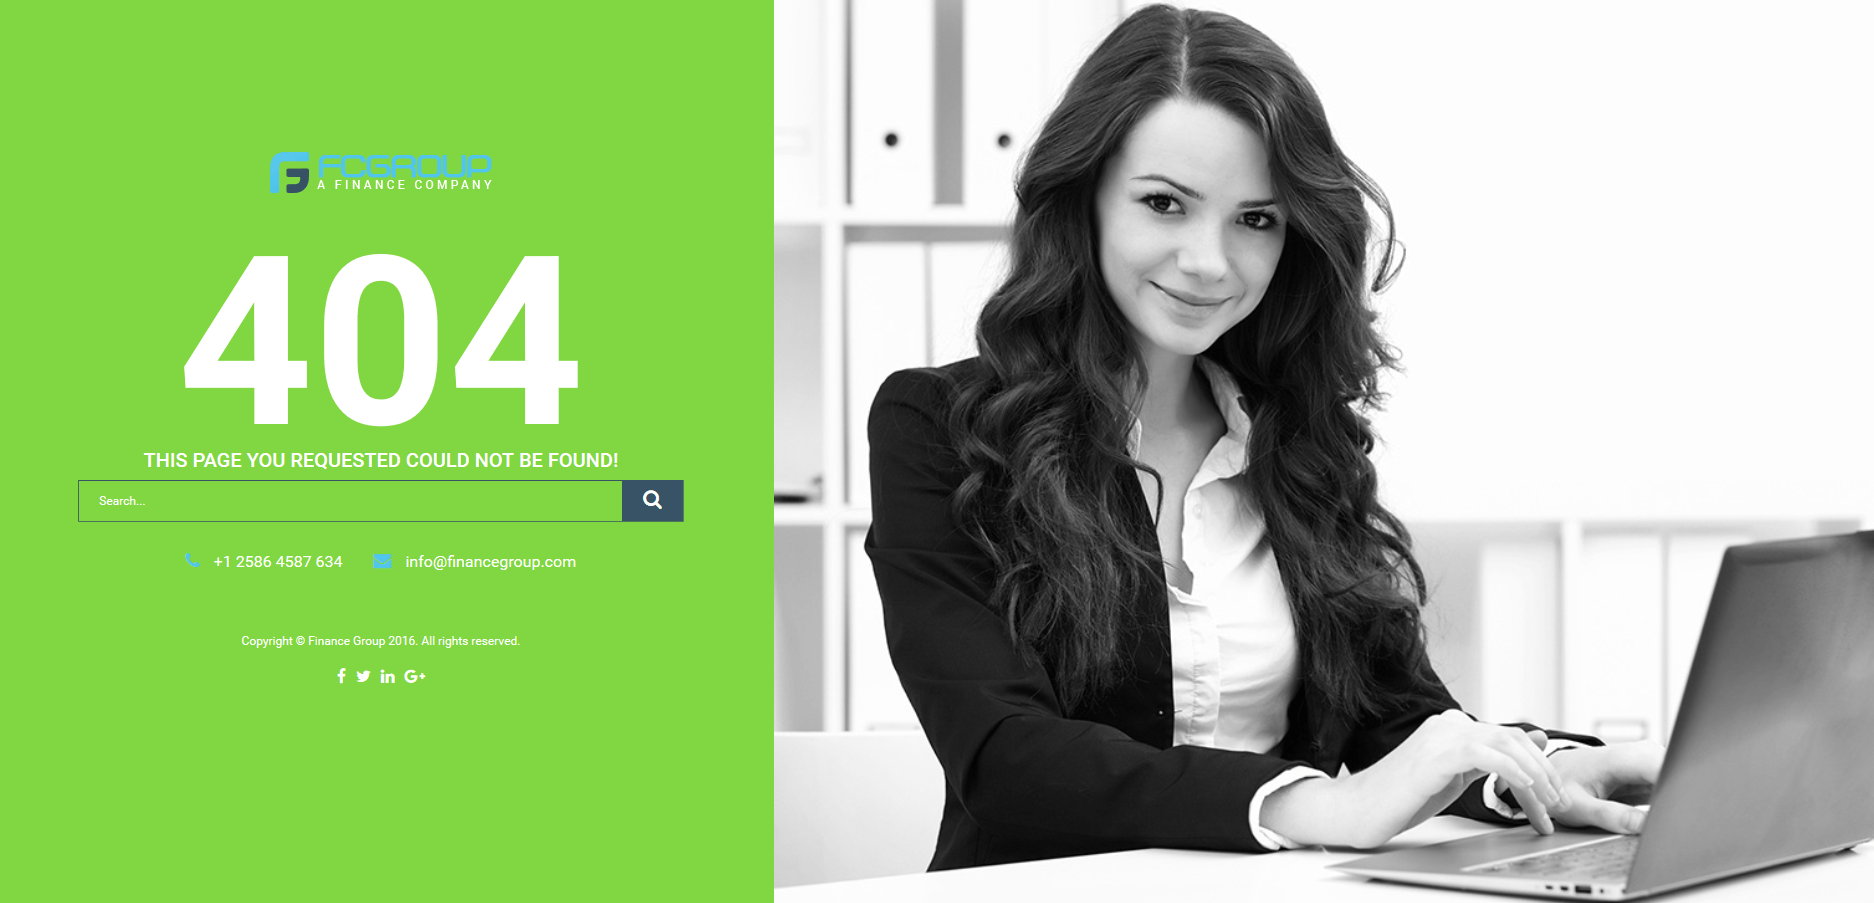 FCGROUP
A FINANCE COMPANY
404
THIS PAGE YOU REQUESTED COULD NOT BE FOUND!
Search...
+1 2586 4587 634 info@financegroup.com
Copyright © Finance Group 2016. All rights reserved.